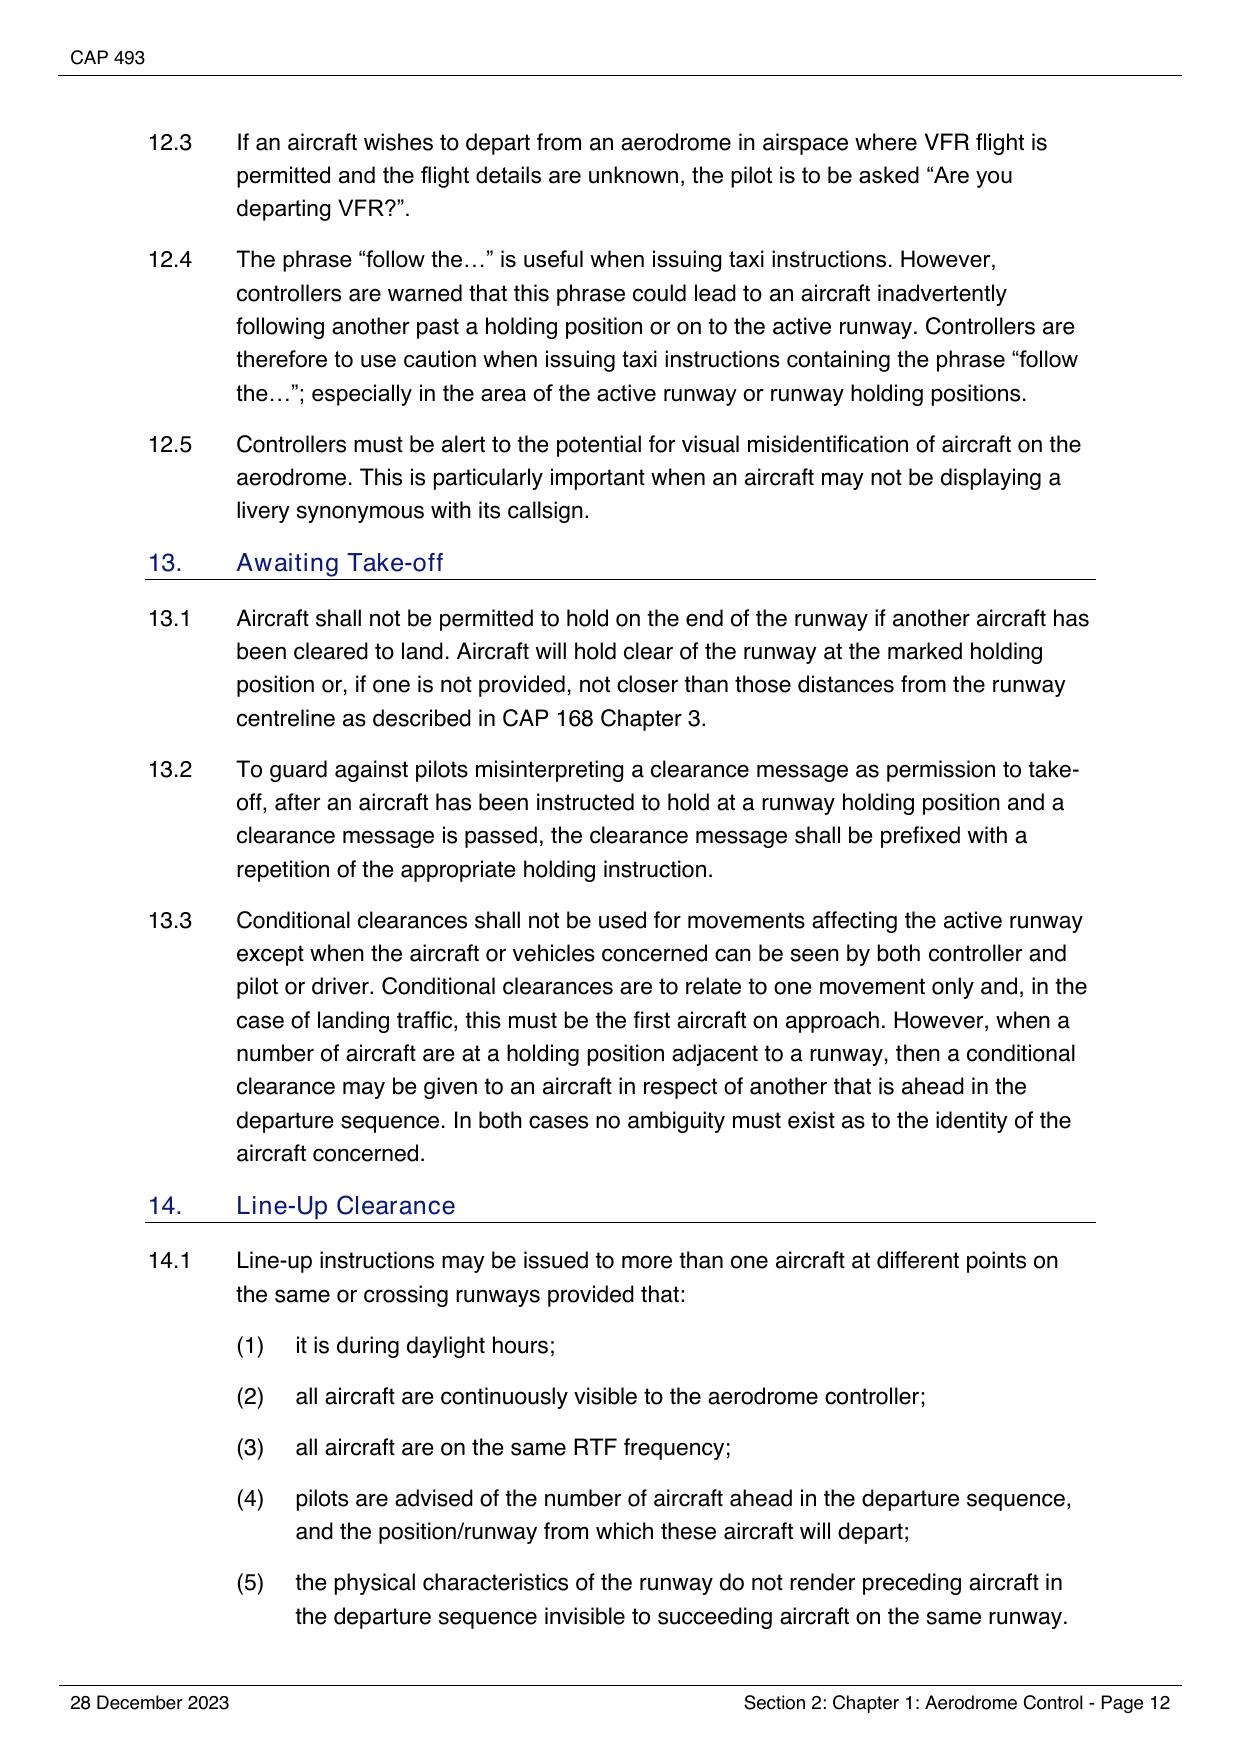 CAP 493
12.3 If an aircraft wishes to depart from an aerodrome in airspace where VFR flight is
permitted and the flight details are unknown, the pilot is to be asked “Are you
departing VFR?”.
12.4 The phrase “follow the…” is useful when issuing taxi instructions. However,
controllers are warned that this phrase could lead to an aircraft inadvertently
following another past a holding position or on to the active runway. Controllers are
therefore to use caution when issuing taxi instructions containing the phrase “follow
the…”; especially in the area of the active runway or runway holding positions.
12.5 Controllers must be alert to the potential for visual misidentification of aircraft on the
aerodrome. This is particularly important when an aircraft may not be displaying a
livery synonymous with its callsign.
13. Awaiting Take-off
13.1 Aircraft shall not be permitted to hold on the end of the runway if another aircraft has
been cleared to land. Aircraft will hold clear of the runway at the marked holding
position or, if one is not provided, not closer than those distances from the runway
centreline as described in CAP 168 Chapter 3.
13.2 To guard against pilots misinterpreting a clearance message as permission to take-
off, after an aircraft has been instructed to hold at a runway holding position and a
clearance message is passed, the clearance message shall be prefixed with a
repetition of the appropriate holding instruction.
13.3 Conditional clearances shall not be used for movements affecting the active runway
except when the aircraft or vehicles concerned can be seen by both controller and
pilot or driver. Conditional clearances are to relate to one movement only and, in the
case of landing traffic, this must be the first aircraft on approach. However, when a
number of aircraft are at a holding position adjacent to a runway, then a conditional
clearance may be given to an aircraft in respect of another that is ahead in the
departure sequence. In both cases no ambiguity must exist as to the identity of the
aircraft concerned.
14. Line-Up Clearance
14.1 Line-up instructions may be issued to more than one aircraft at different points on
the same or crossing runways provided that:
(1) it is during daylight hours;
(2) all aircraft are continuously visible to the aerodrome controller;
(3) all aircraft are on the same RTF frequency;
(4) pilots are advised of the number of aircraft ahead in the departure sequence,
and the position/runway from which these aircraft will depart;
(5) the physical characteristics of the runway do not render preceding aircraft in
the departure sequence invisible to succeeding aircraft on the same runway.
28 December 2023 Section 2: Chapter 1: Aerodrome Control - Page 12